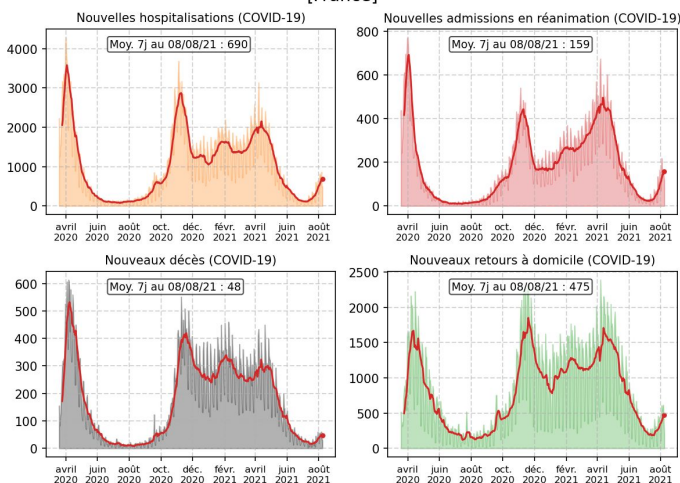 [France]
Nouvelles hospitalisations (COVID-19)
Moy. 7j au 08/08/21 : 690
4000
3000
2000
1000
0
avril 2020 juin 2020 août 2020 oct. 2020 déc. 2020 févr. 2021 avril 2021 juin 2021 août 2021
Nouvelles admissions en réanimation (COVID-19)
Moy. 7j au 08/08/21 : 159
800
600
400
200
0
avril 2020 juin 2020 août 2020 oct. 2020 déc. 2020 févr. 2021 avril 2021 juin 2021 août 2021
Nouveaux décès (COVID-19)
Moy. 7j au 08/08/21 : 48
600
500
400
300
200
100
0
avril 2020 juin 2020 août 2020 oct. 2020 déc. 2020 févr. 2021 avril 2021 juin 2021 août 2021
Nouveaux retours à domicile (COVID-19)
Moy. 7j au 08/08/21 : 475
2500
2000
1500
1000
500
0
avril 2020 juin 2020 août 2020 oct. 2020 déc. 2020 févr. 2021 avril 2021 juin 2021 août 2021